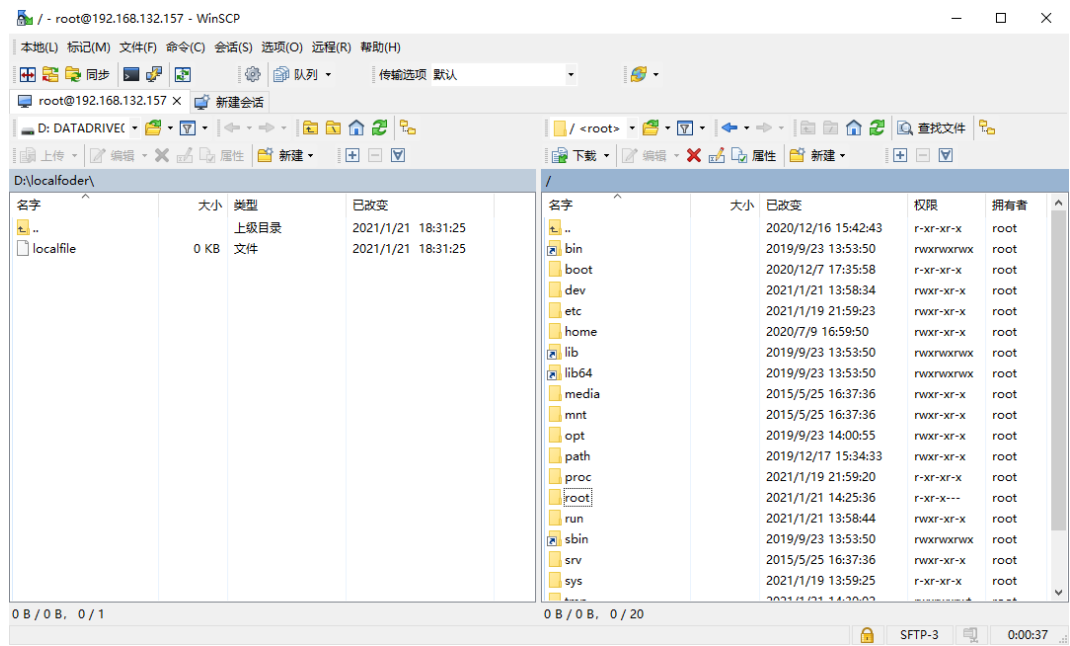 / - root@192.168.132.157 - WinSCP
本地(L) 标记(M) 文件(F) 命令(C) 会话(S) 选项(O) 远程(R) 帮助(H)
同步 队列 传输选项 默认
root@192.168.132.157 × 新建会话
D: DATADRIVE( / <root> 查找文件
上传 编辑 属性 新建 下载 编辑 属性 新建
D:\localfoder\ /
名字 大小 类型 已改变 名字 大小 已改变 权限 拥有者
.. 上级目录 2021/1/21 18:31:25 .. 2020/12/16 15:42:43 r-xr-xr-x root
localfile 0 KB 文件 2021/1/21 18:31:25 bin 2019/9/23 13:53:50 rwxrwxrwx root
boot 2020/12/7 17:35:58 r-xr-xr-x root
dev 2021/1/21 13:58:34 rwxr-xr-x root
etc 2021/1/19 21:59:23 rwxr-xr-x root
home 2020/7/9 16:59:50 rwxr-xr-x root
lib 2019/9/23 13:53:50 rwxrwxrwx root
lib64 2019/9/23 13:53:50 rwxrwxrwx root
media 2015/5/25 16:37:36 rwxr-xr-x root
mnt 2015/5/25 16:37:36 rwxr-xr-x root
opt 2019/9/23 14:00:55 rwxr-xr-x root
path 2019/12/17 15:34:33 rwxr-xr-x root
proc 2021/1/19 21:59:20 r-xr-xr-x root
root 2021/1/21 14:25:36 r-xr-x--- root
run 2021/1/21 13:58:44 rwxr-xr-x root
sbin 2019/9/23 13:53:50 rwxrwxrwx root
srv 2015/5/25 16:37:36 rwxr-xr-x root
sys 2021/1/19 13:59:25 r-xr-xr-x root
0 B / 0 B, 0 / 1 0 B / 0 B, 0 / 20
SFTP-3 0:00:37